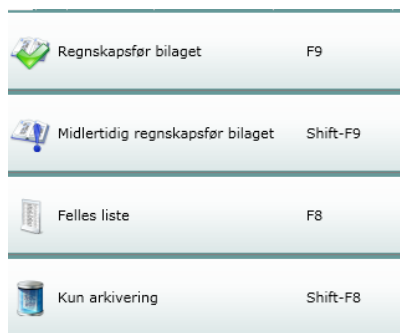 Regnskapsfør bilaget F9
Midlertidig regnskapsfør bilaget Shift-F9
Felles liste F8
Kun arkivering Shift-F8